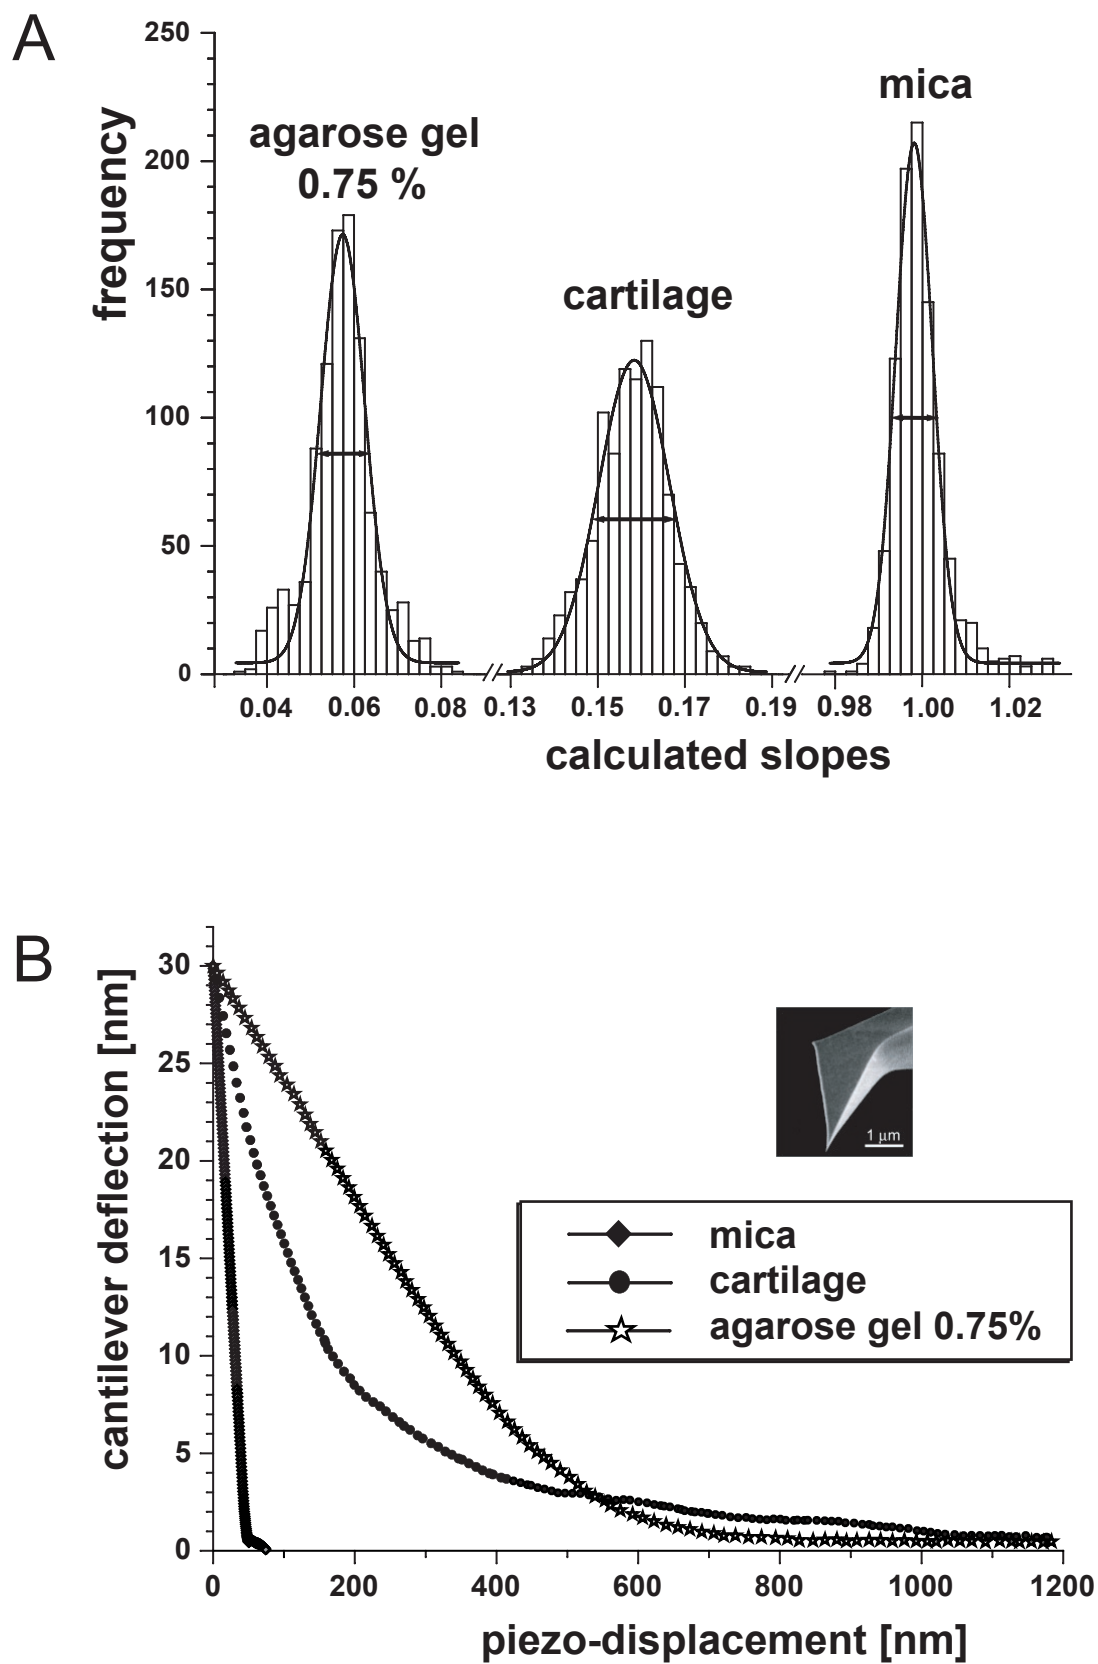 A
250
200
150
100
50
0
frequency
agarose gel
0.75 %
cartilage
mica
0.04 0.06 0.08 0.13 0.15 0.17 0.19 0.98 1.00 1.02
calculated slopes
B
30
25
20
15
10
5
0
cantilever deflection [nm]
1 µm
mica
cartilage
agarose gel 0.75%
0 200 400 600 800 1000 1200
piezo-displacement [nm]